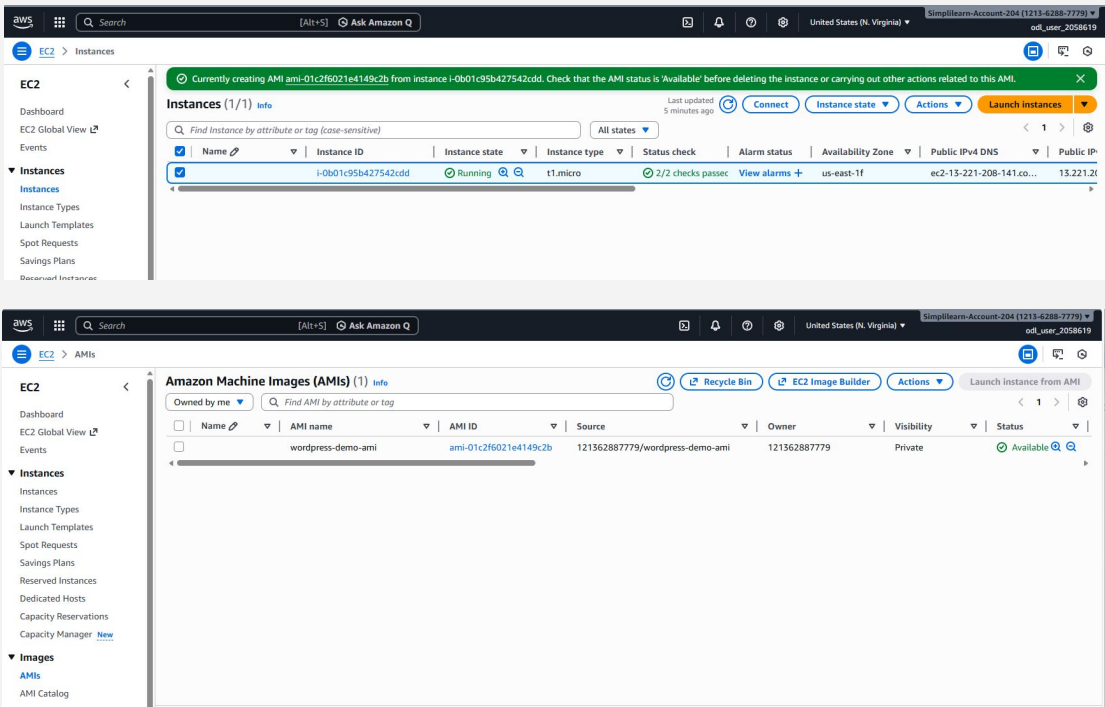 aws Search [Alt+S] Ask Amazon Q United States (N. Virginia) Simplilearn-Account-204 (1213-6288-7779)
odl_user_2058619
EC2 > Instances
EC2
Dashboard
EC2 Global View
Events
Instances
Instances
Instance Types
Launch Templates
Spot Requests
Savings Plans
Reserved Instances
Currently creating AMI ami-01c2f6021e4149c2b from instance i-0b01c95b427542cdd. Check that the AMI status is 'Available' before deleting the instance or carrying out other actions related to this AMI.
Instances (1/1) Info Last updated 5 minutes ago Connect Instance state Actions Launch instances
Find Instance by attribute or tag (case-sensitive) All states 1
Name Instance ID Instance state Instance type Status check Alarm status Availability Zone Public IPv4 DNS Public IPv
i-0b01c95b427542cdd Running t1.micro 2/2 checks passec View alarms + us-east-1f ec2-13-221-208-141.co... 13.221.20
aws Search [Alt+S] Ask Amazon Q United States (N. Virginia) Simplilearn-Account-204 (1213-6288-7779)
odl_user_2058619
EC2 > AMIs
EC2
Dashboard
EC2 Global View
Events
Instances
Instances
Instance Types
Launch Templates
Spot Requests
Savings Plans
Reserved Instances
Dedicated Hosts
Capacity Reservations
Capacity Manager New
Images
AMIs
AMI Catalog
Amazon Machine Images (AMIs) (1) Info Recycle Bin EC2 Image Builder Actions Launch instance from AMI
Owned by me Find AMI by attribute or tag 1
Name AMI name AMI ID Source Owner Visibility Status
wordpress-demo-ami ami-01c2f6021e4149c2b 121362887779/wordpress-demo-ami 121362887779 Private Available